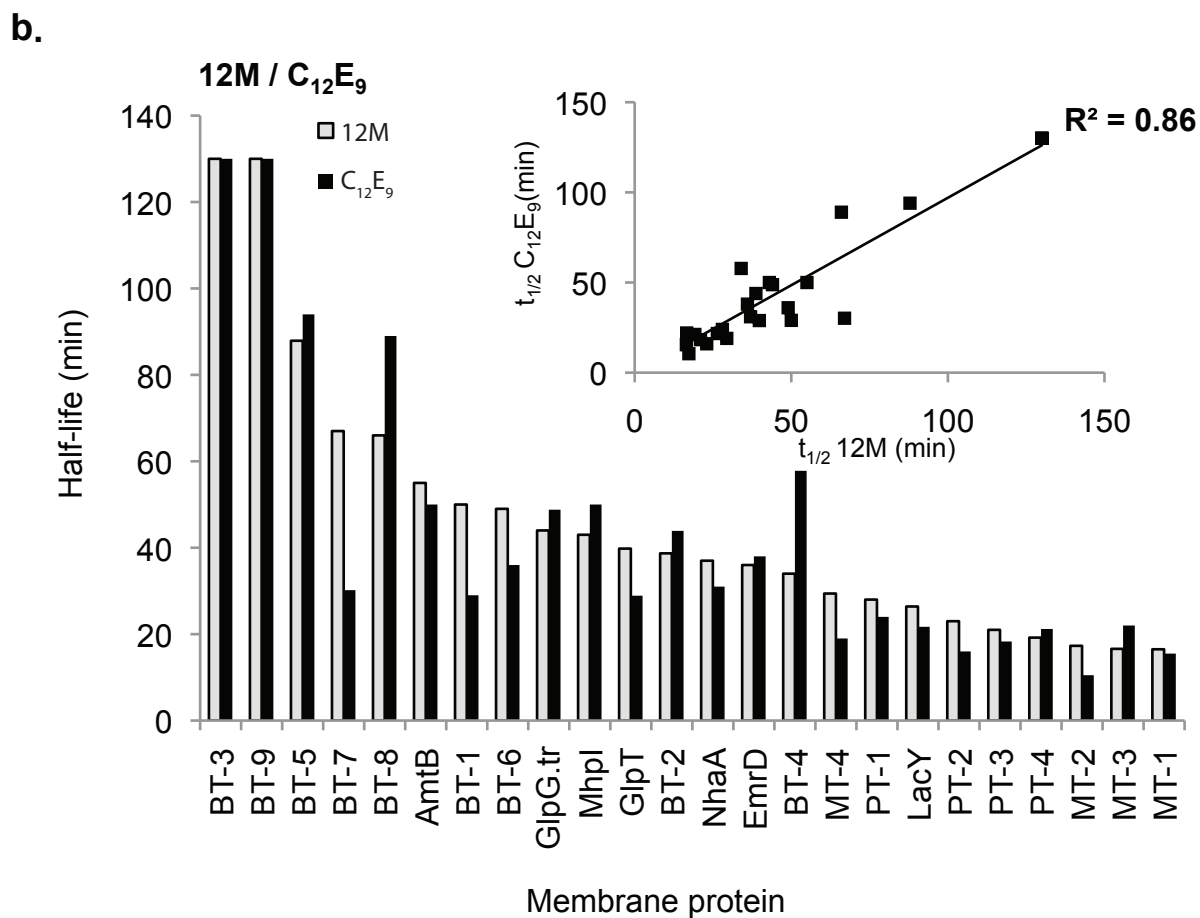 b.
12M / C₁₂E₉
12M
C₁₂E₉
Half-life (min)
140
120
100
80
60
40
20
0
t₁/₂ C₁₂E₉(min)
150
100
50
0
R² = 0.86
0 50 100 150
t₁/₂ 12M (min)
BT-3
BT-9
BT-5
BT-7
BT-8
AmtB
BT-1
BT-6
GlpG.tr
MhpI
GlpT
BT-2
NhaA
EmrD
BT-4
MT-4
PT-1
LacY
PT-2
PT-3
PT-4
MT-2
MT-3
MT-1
Membrane protein